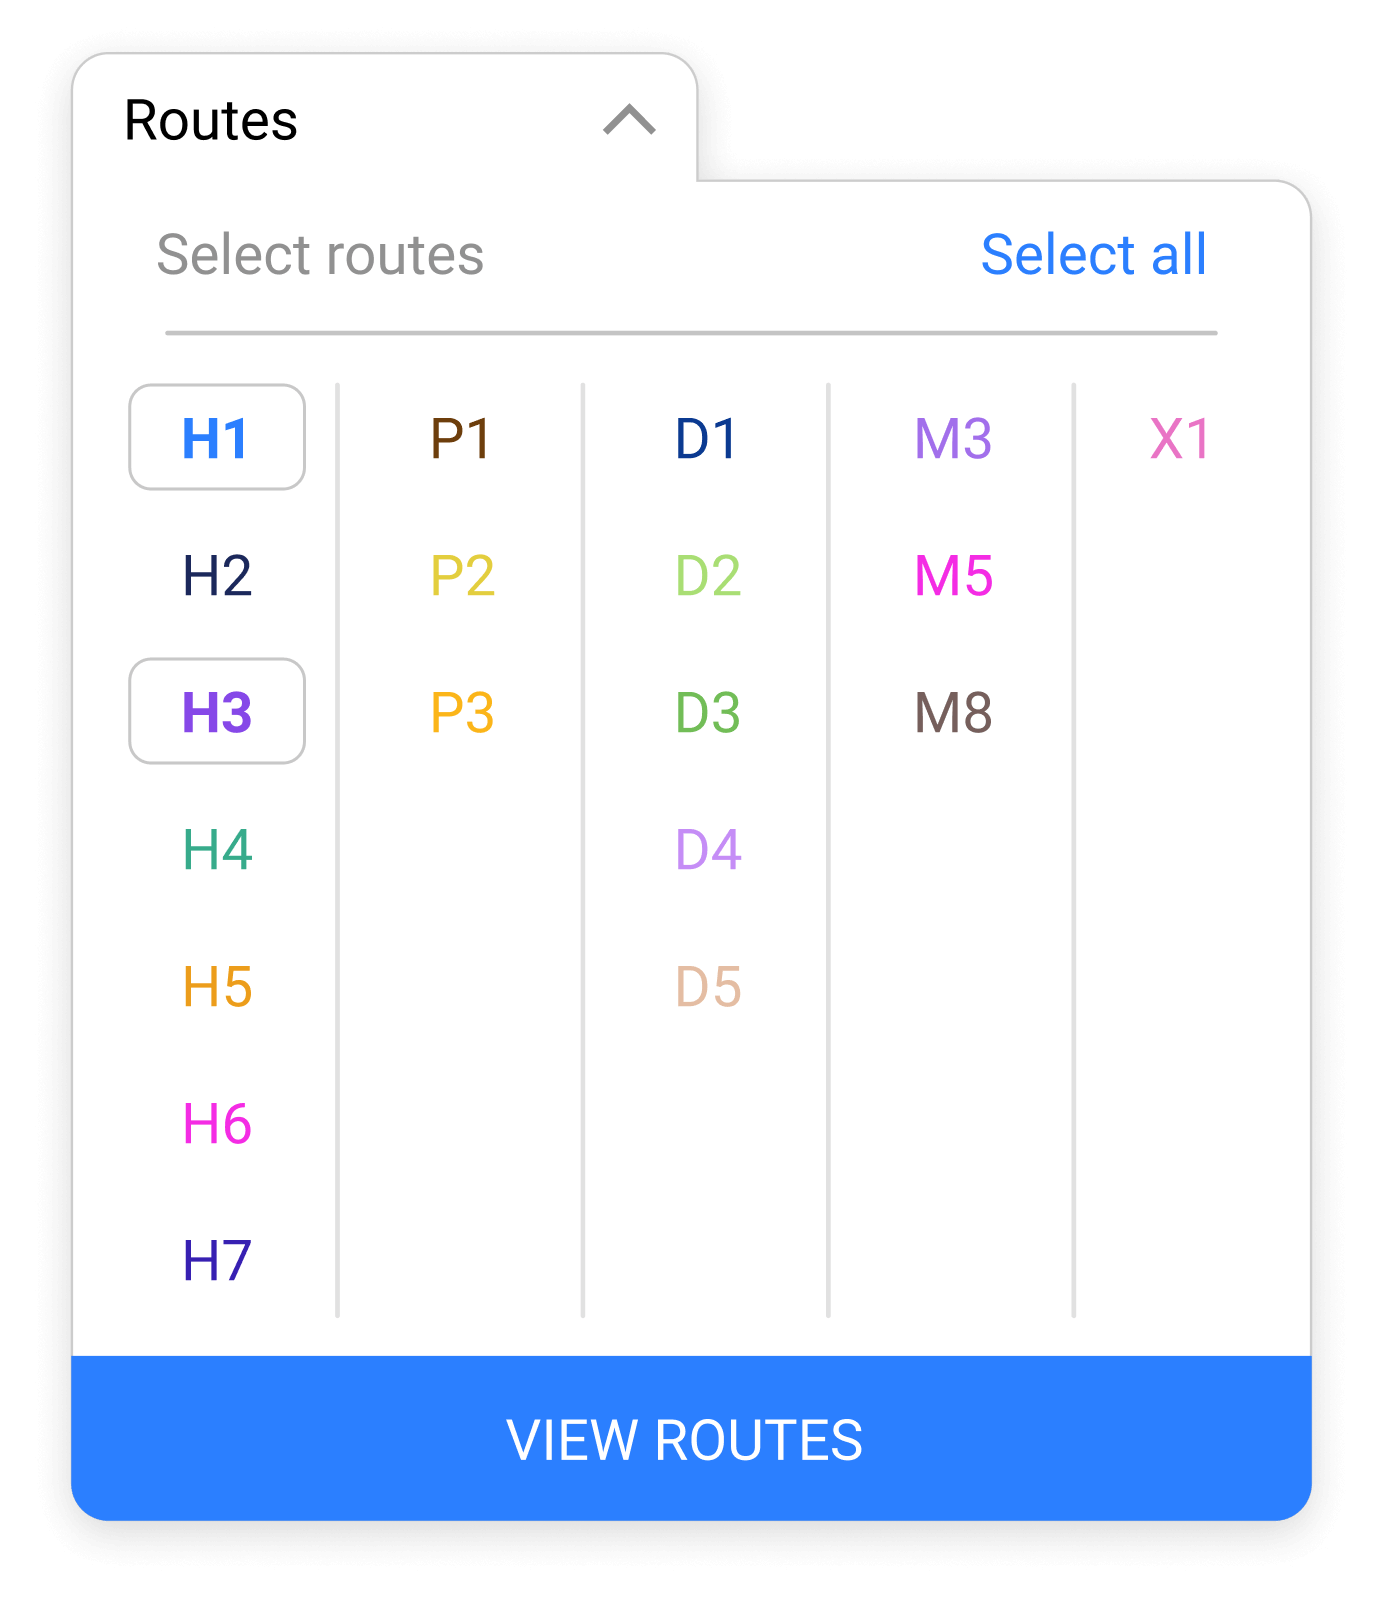 Routes
Select routes Select all
H1 P1 D1 M3 X1
H2 P2 D2 M5
H3 P3 D3 M8
H4 D4
H5 D5
H6
H7
VIEW ROUTES